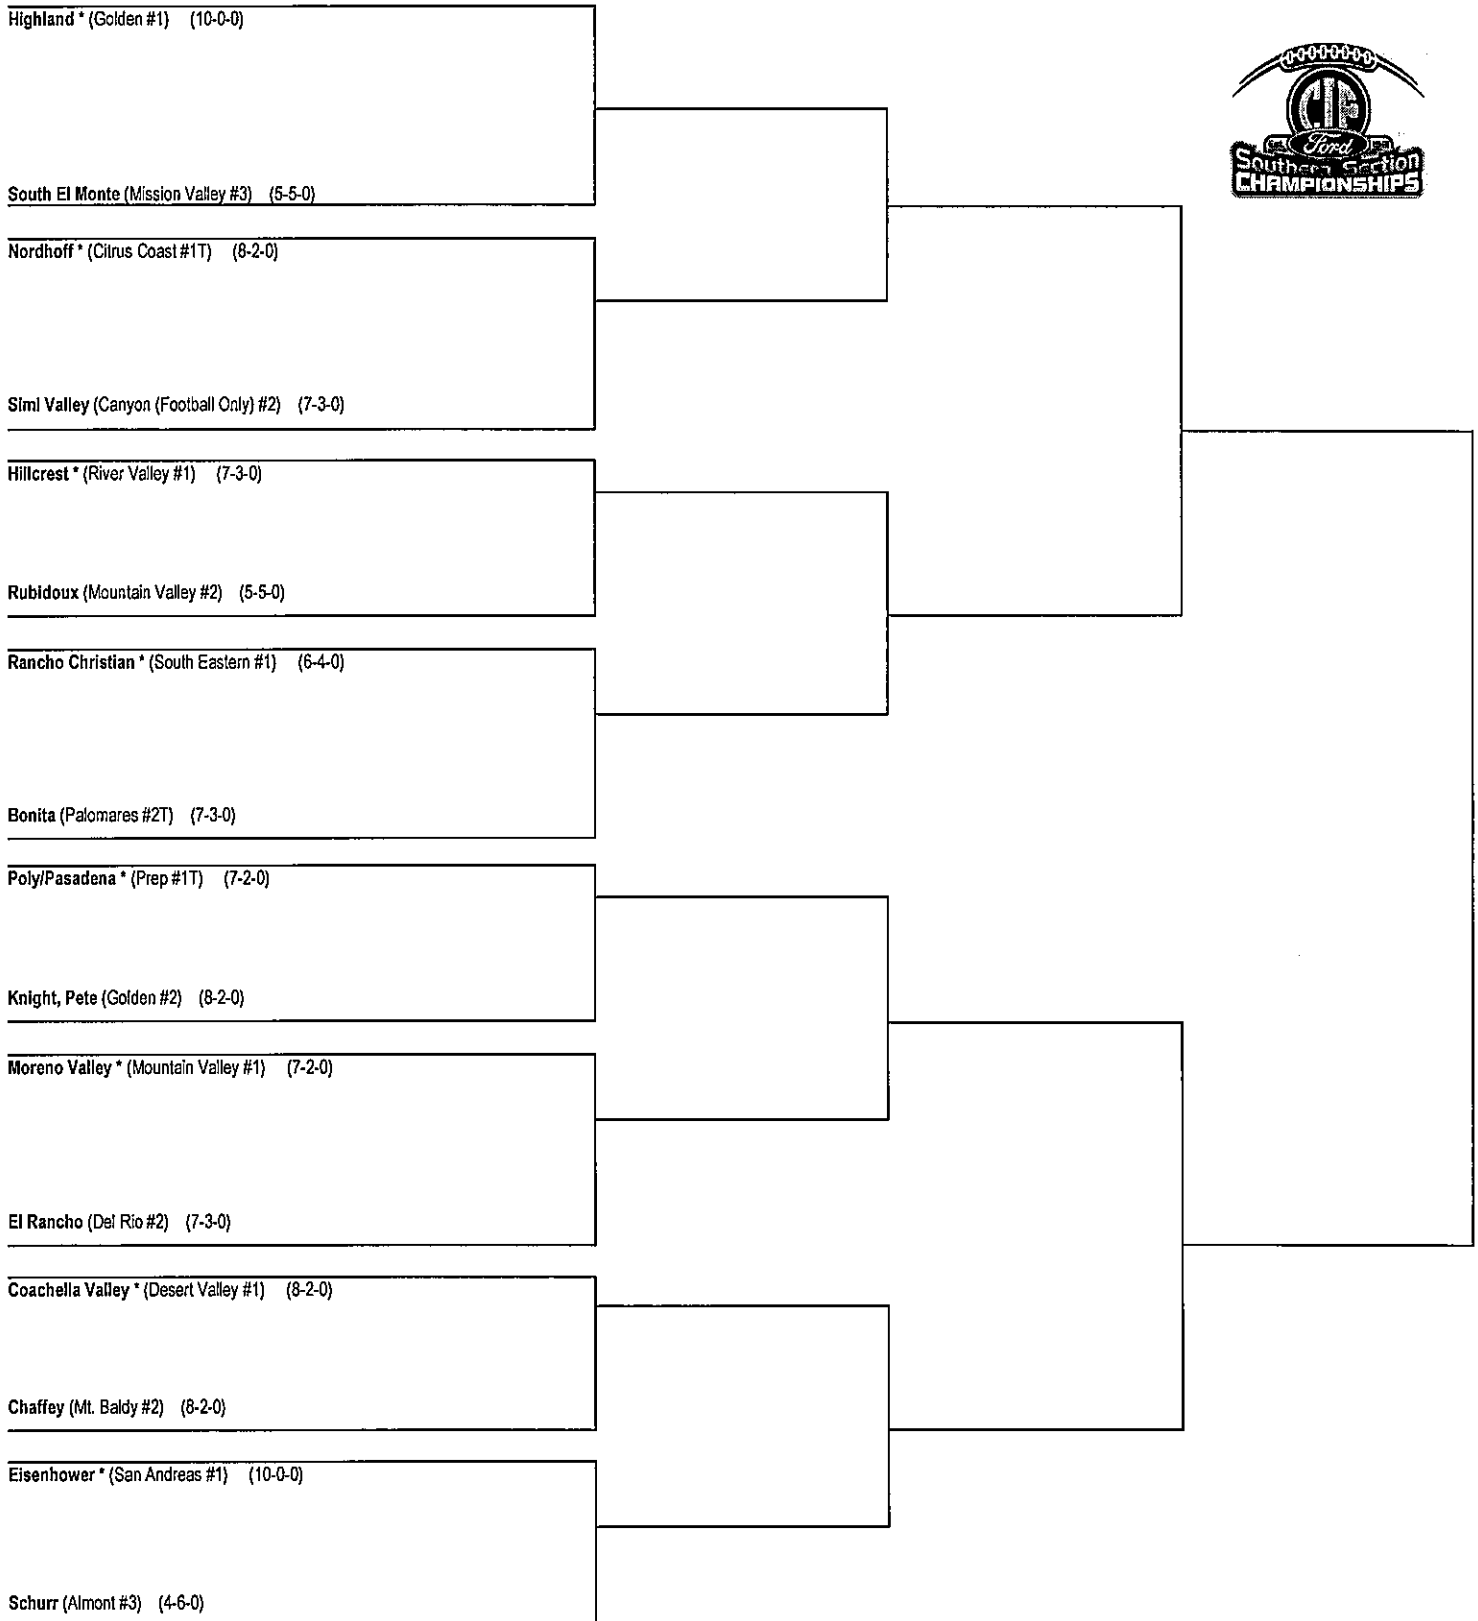 Highland * (Golden #1) (10-0-0)
CIF
Ford
Southern Section
CHAMPIONSHIPS
South El Monte (Mission Valley #3) (5-5-0)
Nordhoff * (Citrus Coast #1T) (8-2-0)
Simi Valley (Canyon (Football Only) #2) (7-3-0)
Hillcrest * (River Valley #1) (7-3-0)
Rubidoux (Mountain Valley #2) (5-5-0)
Rancho Christian * (South Eastern #1) (6-4-0)
Bonita (Palomares #2T) (7-3-0)
Poly/Pasadena * (Prep #1T) (7-2-0)
Knight, Pete (Golden #2) (8-2-0)
Moreno Valley * (Mountain Valley #1) (7-2-0)
El Rancho (Del Rio #2) (7-3-0)
Coachella Valley * (Desert Valley #1) (8-2-0)
Chaffey (Mt. Baldy #2) (8-2-0)
Eisenhower * (San Andreas #1) (10-0-0)
Schurr (Almont #3) (4-6-0)